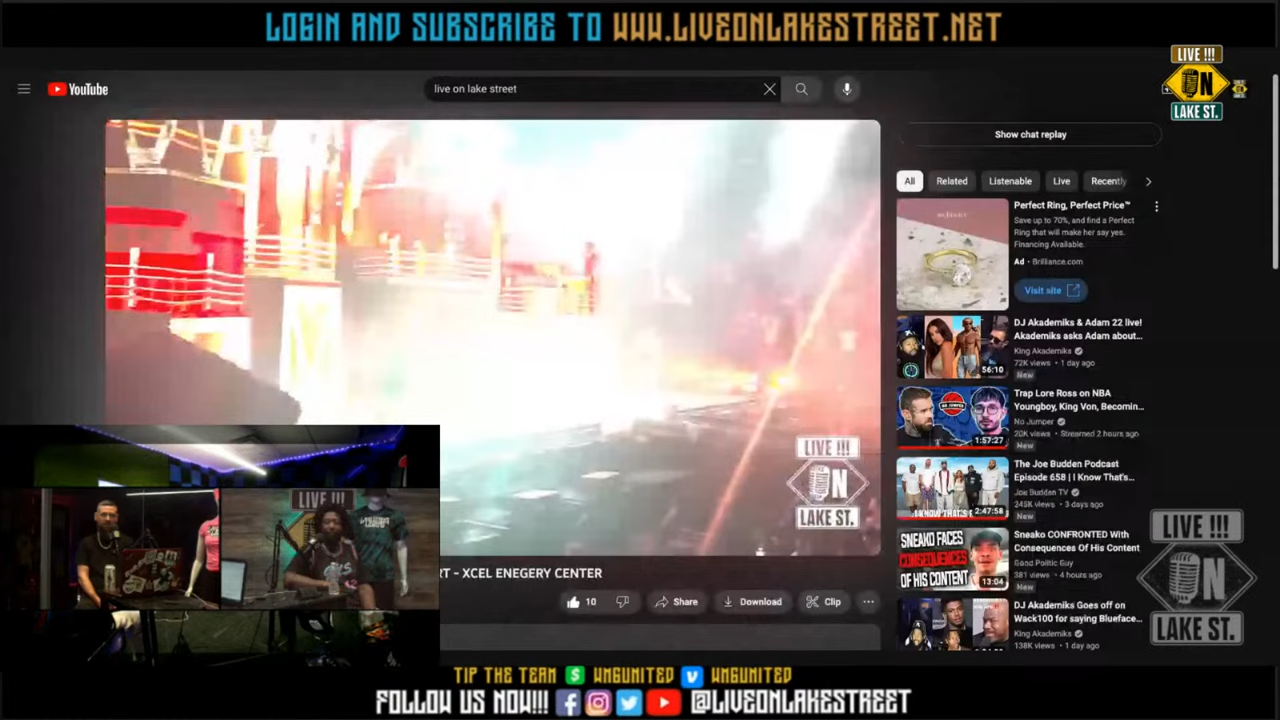 LOGIN AND SUBSCRIBE TO WWW.LIVEONLAKESTREET.NET
LIVE !!!
ON
LAKE ST.
YouTube
live on lake street
Show chat replay
All
Related
Listenable
Live
Recently
Perfect Ring, Perfect Price™
Save up to 70%, and find a Perfect
Ring that will make her say yes.
Financing Available.
Ad · Brilliance.com
Visit site
DJ Akademiks & Adam 22 live!
Akademiks asks Adam about...
King Akademiks
72K views · 1 day ago
New
56:10
Trap Lore Ross on NBA
Youngboy, King Von, Becomin...
No Jumper
20K views · Streamed 2 hours ago
New
1:57:27
The Joe Budden Podcast
Episode 658 | I Know That's...
Joe Budden TV
245K views · 3 days ago
New
2:47:58
SNEAKO FACES
CONSEQUENCES
OF HIS CONTENT
13:04
Sneako CONFRONTED With
Consequences Of His Content
Good Politic Guy
381 views · 4 hours ago
New
DJ Akademiks Goes off on
Wack100 for saying Blueface...
King Akademiks
138K views · 1 day ago
LIVE !!!
ON
LAKE ST.
LIVE !!!
ON
LAKE ST.
LIVE !!!
RT - XCEL ENEGERY CENTER
10
Share
Download
Clip
TIP THE TEAM $ WMGUNITED V WMGUNITED
FOLLOW US NOW!!! @LIVEONLAKESTREET